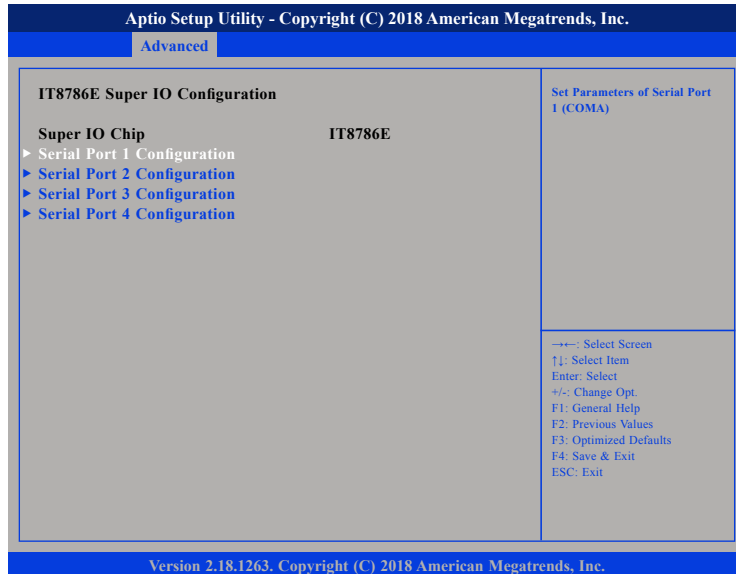 Aptio Setup Utility - Copyright (C) 2018 American Megatrends, Inc.
Advanced
IT8786E Super IO Configuration
Super IO Chip IT8786E
► Serial Port 1 Configuration
► Serial Port 2 Configuration
► Serial Port 3 Configuration
► Serial Port 4 Configuration
Set Parameters of Serial Port
1 (COMA)
→←: Select Screen
↑↓: Select Item
Enter: Select
+/-: Change Opt.
F1: General Help
F2: Previous Values
F3: Optimized Defaults
F4: Save & Exit
ESC: Exit
Version 2.18.1263. Copyright (C) 2018 American Megatrends, Inc.